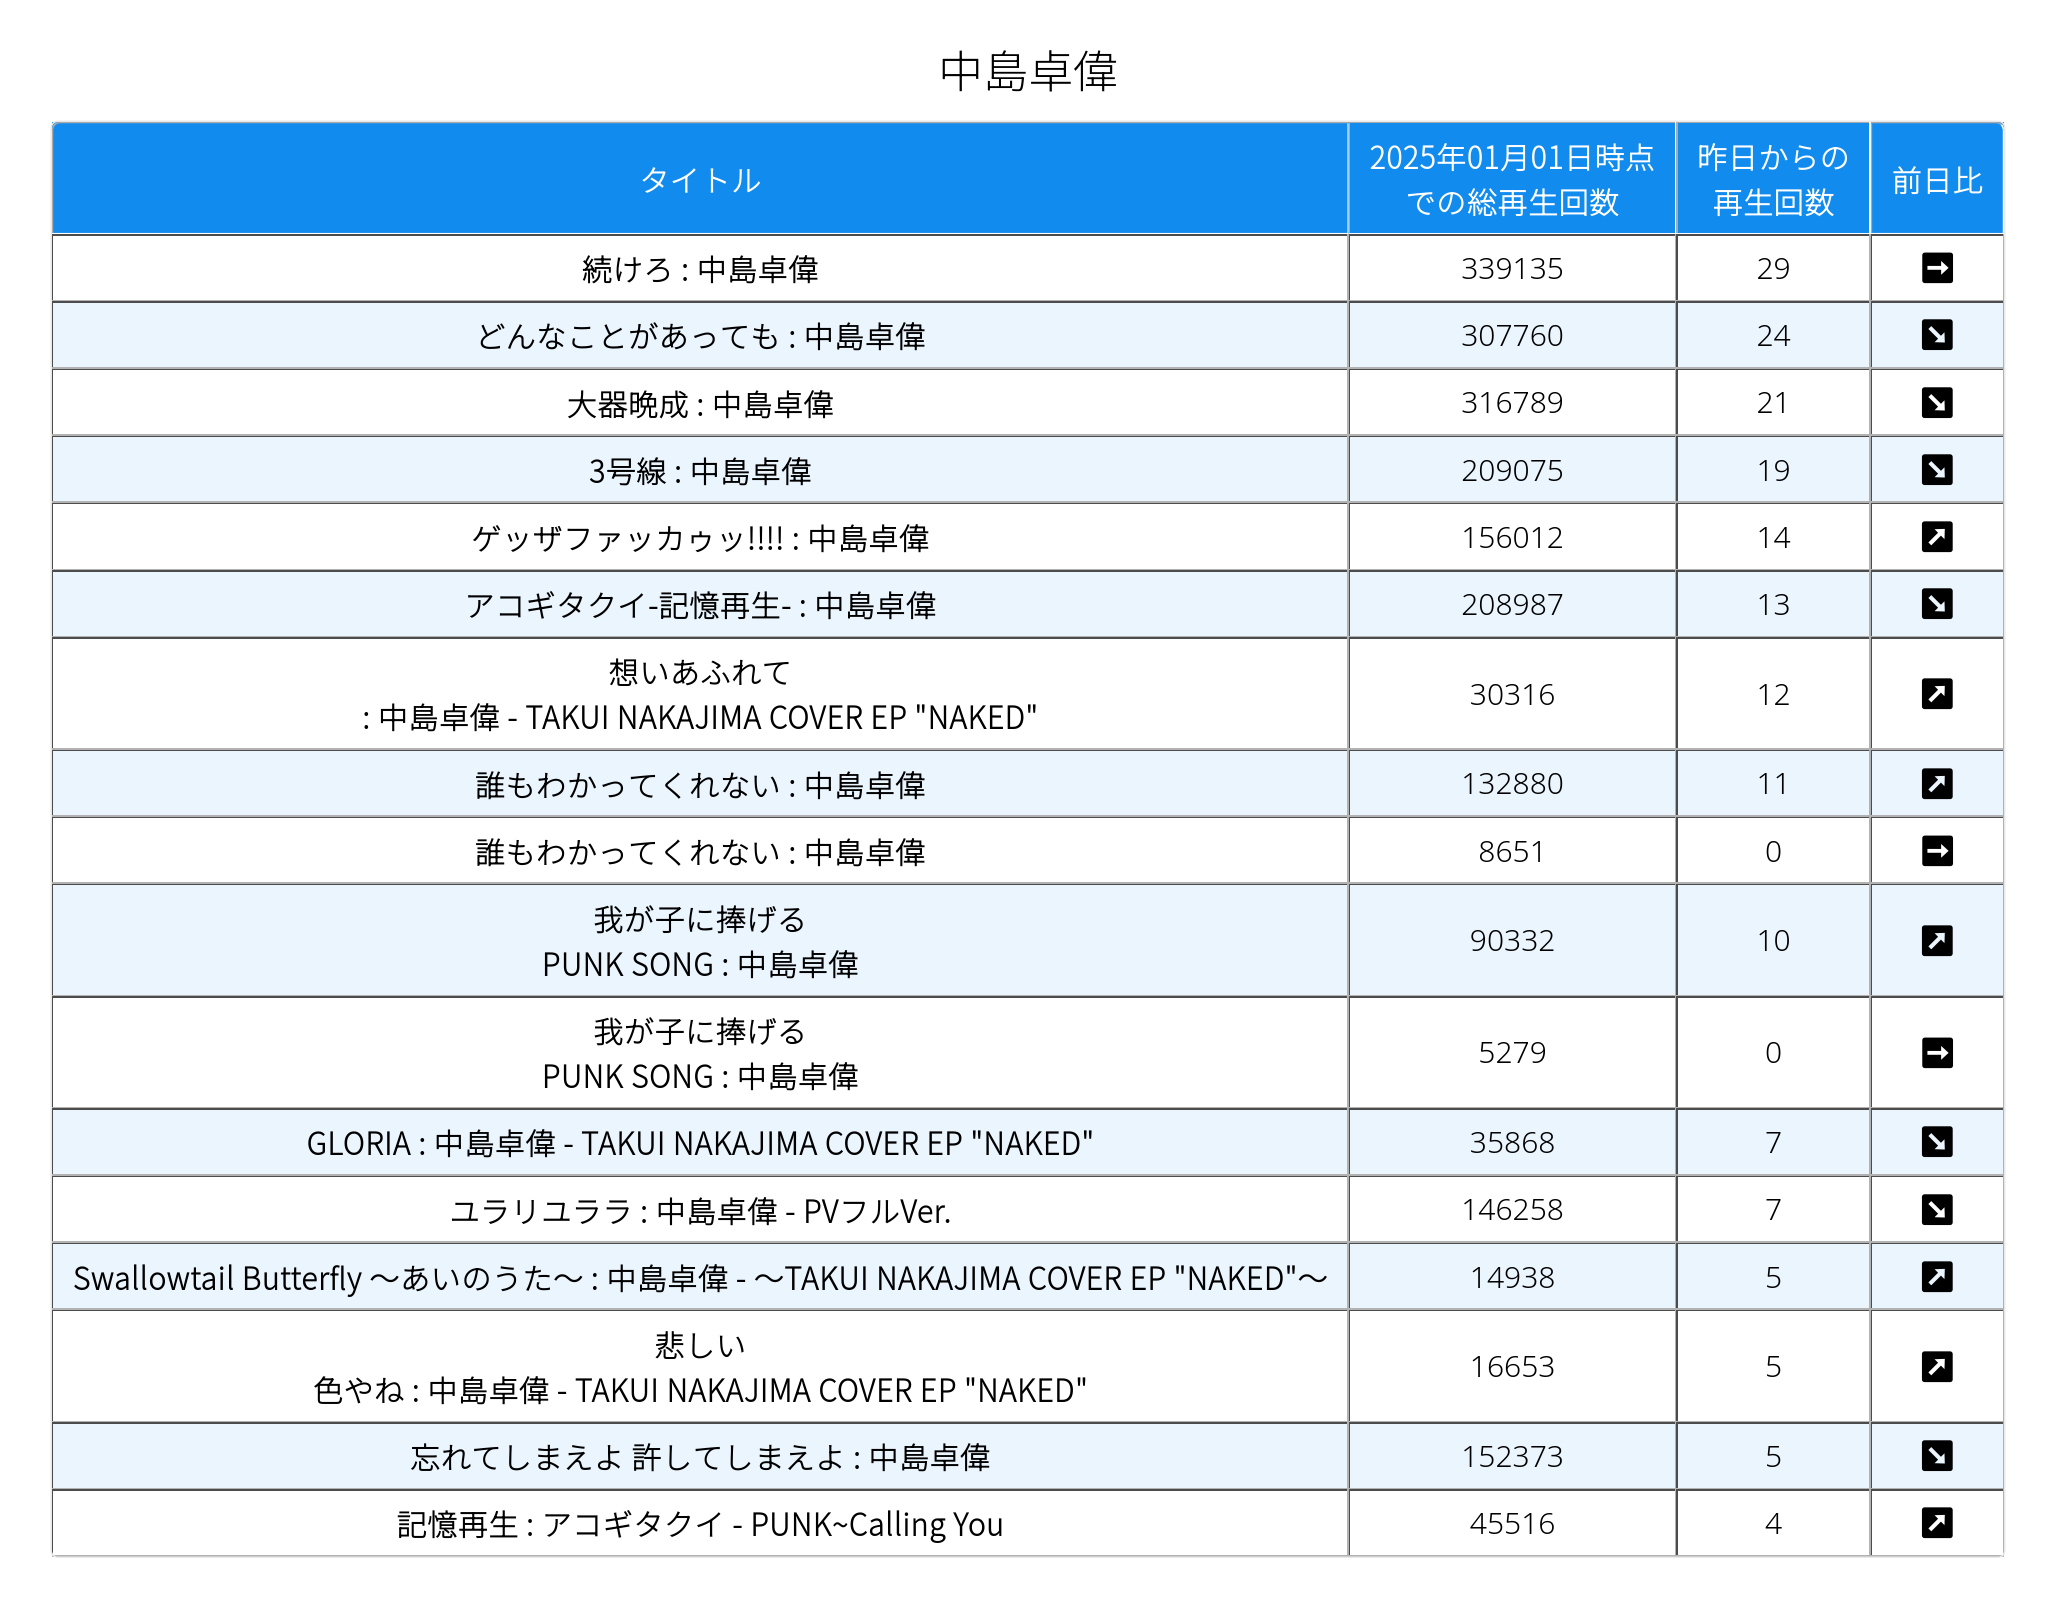 中島卓偉
タイトル
2025年01月01日時点
での総再生回数
昨日からの
再生回数
前日比
続けろ : 中島卓偉 339135 29
どんなことがあっても : 中島卓偉 307760 24
大器晩成 : 中島卓偉 316789 21
3号線 : 中島卓偉 209075 19
ゲッザファッカゥッ!!!! : 中島卓偉 156012 14
アコギタクイ-記憶再生- : 中島卓偉 208987 13
想いあふれて
: 中島卓偉 - TAKUI NAKAJIMA COVER EP "NAKED" 30316 12
誰もわかってくれない : 中島卓偉 132880 11
誰もわかってくれない : 中島卓偉 8651 0
我が子に捧げる
PUNK SONG : 中島卓偉 90332 10
我が子に捧げる
PUNK SONG : 中島卓偉 5279 0
GLORIA : 中島卓偉 - TAKUI NAKAJIMA COVER EP "NAKED" 35868 7
ユラリユララ : 中島卓偉 - PVフルVer. 146258 7
Swallowtail Butterfly ～あいのうた～ : 中島卓偉 - ～TAKUI NAKAJIMA COVER EP "NAKED"～ 14938 5
悲しい
色やね : 中島卓偉 - TAKUI NAKAJIMA COVER EP "NAKED" 16653 5
忘れてしまえよ 許してしまえよ : 中島卓偉 152373 5
記憶再生 : アコギタクイ - PUNK~Calling You 45516 4